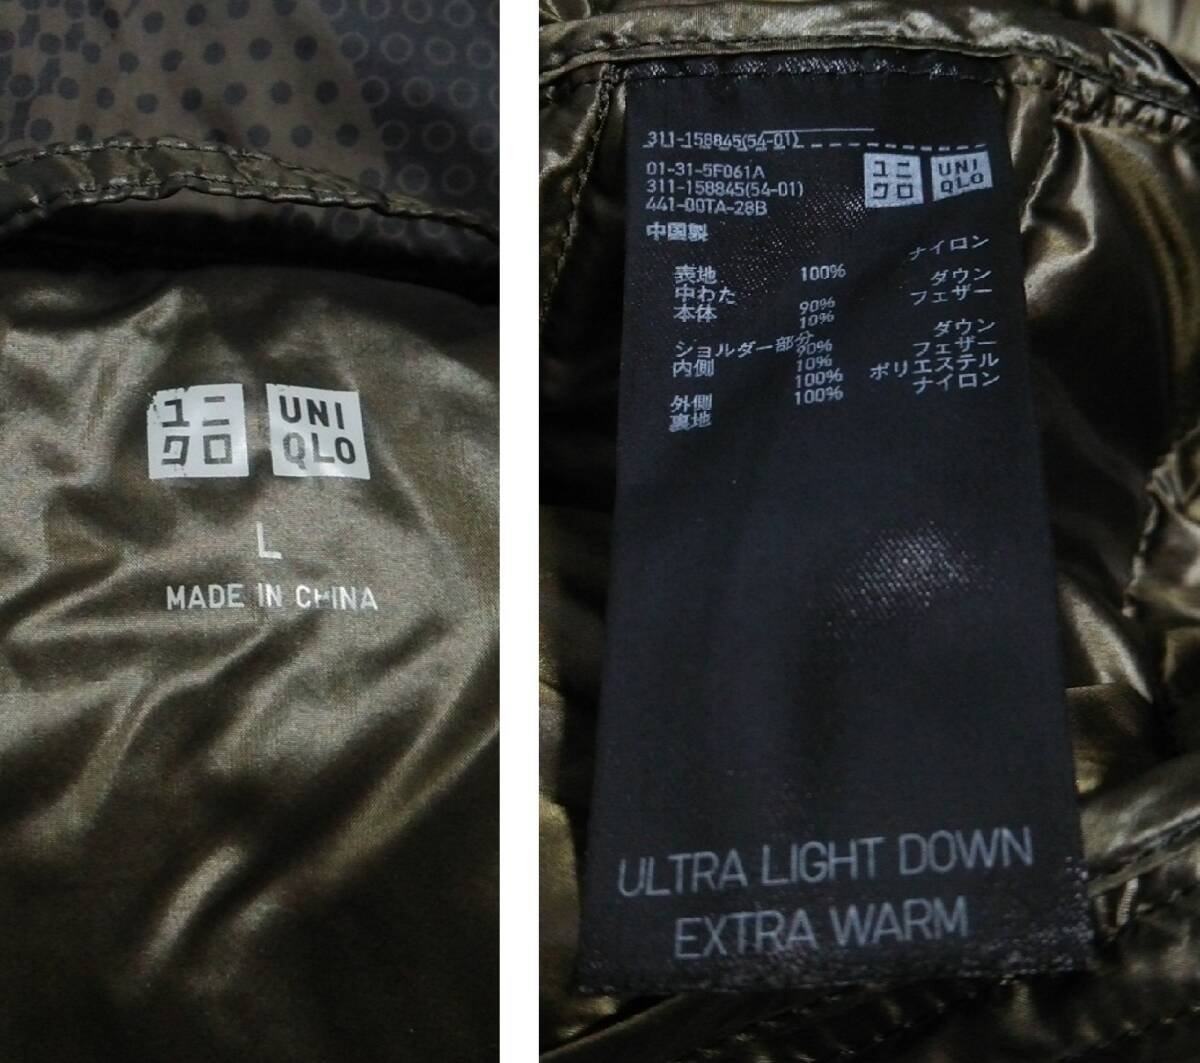 ユニ UNI
クロ QLO
L
MADE IN CHINA
311-158845(54-01)
01-31-5F061A
311-158845(54-01)
441-00TA-28B
ユニ UNI
クロ QLO
中国製
表地 100% ナイロン
中わた
本体 90% ダウン
10% フェザー
ショルダー部分
内側 90% ダウン
10% フェザー
外側 100% ポリエステル
裏地 100% ナイロン
ULTRA LIGHT DOWN
EXTRA WARM